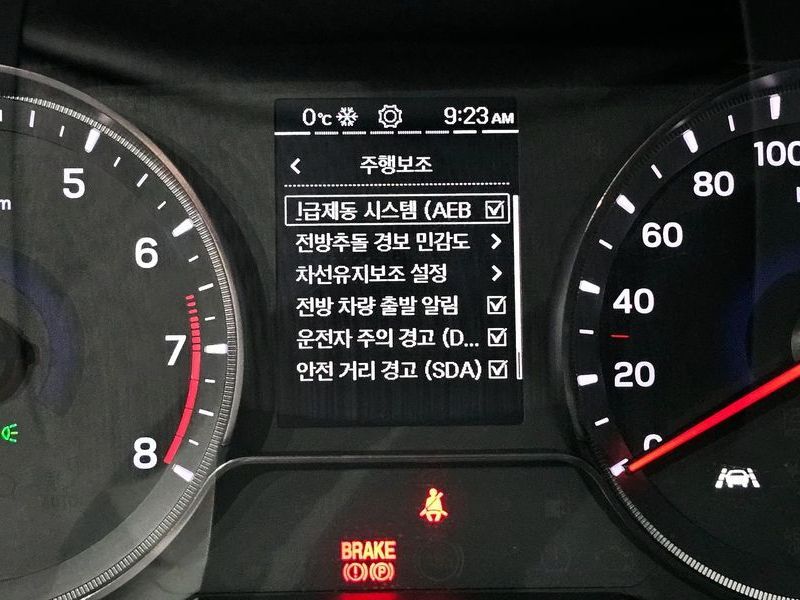 0℃ 9:23 AM
주행보조
급제동 시스템 (AEB
전방추돌 경보 민감도
차선유지보조 설정
전방 차량 출발 알림
운전자 주의 경고 (D...
안전 거리 경고 (SDA)
5
6
7
8
100
80
60
40
20
0
BRAKE
(!) (P)